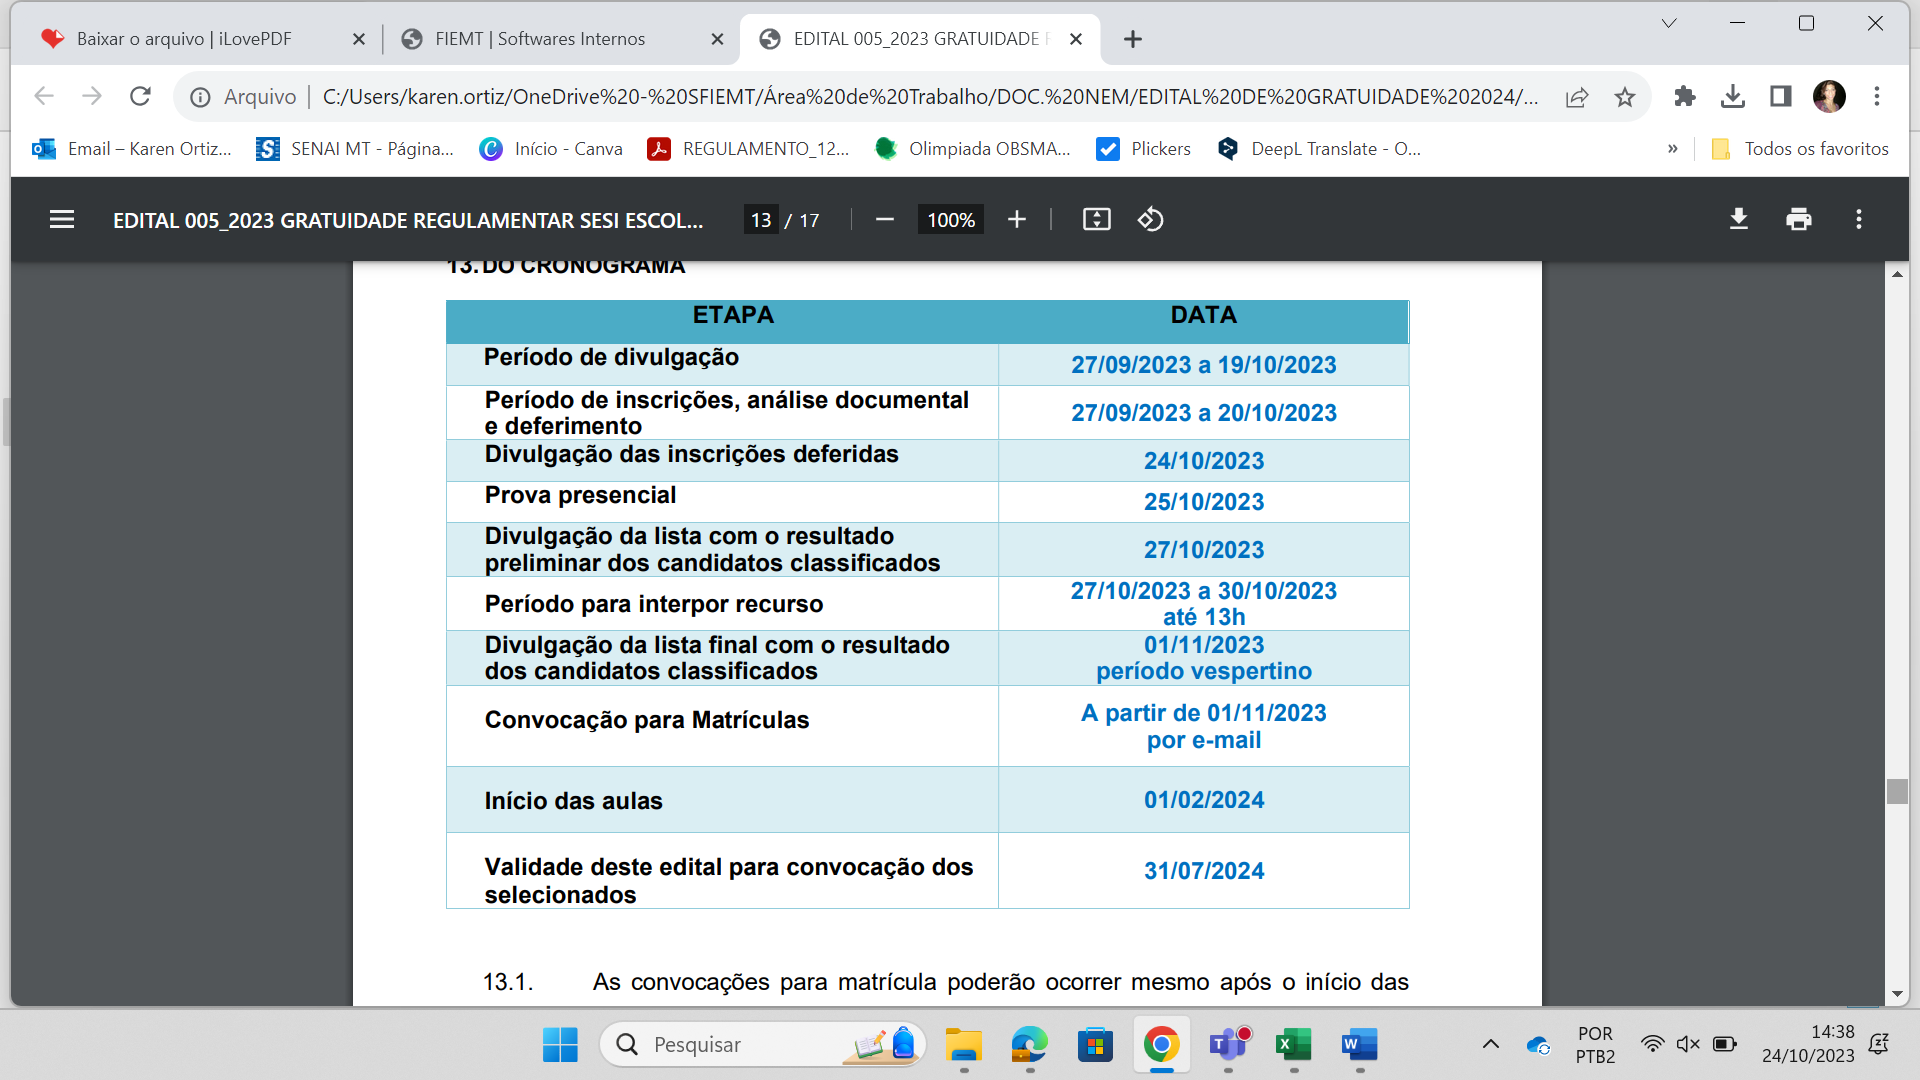 Baixar o arquivo | iLovePDF
FIEMT | Softwares Internos
EDITAL 005_2023 GRATUIDADE
Arquivo
C:/Users/karen.ortiz/OneDrive%20-%20SFIEMT/Área%20de%20Trabalho/DOC.%20NEM/EDITAL%20DE%20GRATUIDADE%202024/...
Email – Karen Ortiz...
SENAI MT - Página...
Início - Canva
REGULAMENTO_12...
Olimpiada OBSMA...
Plickers
DeepL Translate - O...
»
Todos os favoritos
EDITAL 005_2023 GRATUIDADE REGULAMENTAR SESI ESCOL...
13 / 17
100%
13. DO CRONOGRAMA
ETAPA
DATA
Período de divulgação
27/09/2023 a 19/10/2023
Período de inscrições, análise documental
e deferimento
27/09/2023 a 20/10/2023
Divulgação das inscrições deferidas
24/10/2023
Prova presencial
25/10/2023
Divulgação da lista com o resultado
preliminar dos candidatos classificados
27/10/2023
Período para interpor recurso
27/10/2023 a 30/10/2023
até 13h
Divulgação da lista final com o resultado
dos candidatos classificados
01/11/2023
período vespertino
Convocação para Matrículas
A partir de 01/11/2023
por e-mail
Início das aulas
01/02/2024
Validade deste edital para convocação dos
selecionados
31/07/2024
13.1. As convocações para matrícula poderão ocorrer mesmo após o início das
Pesquisar
POR
PTB2
14:38
24/10/2023